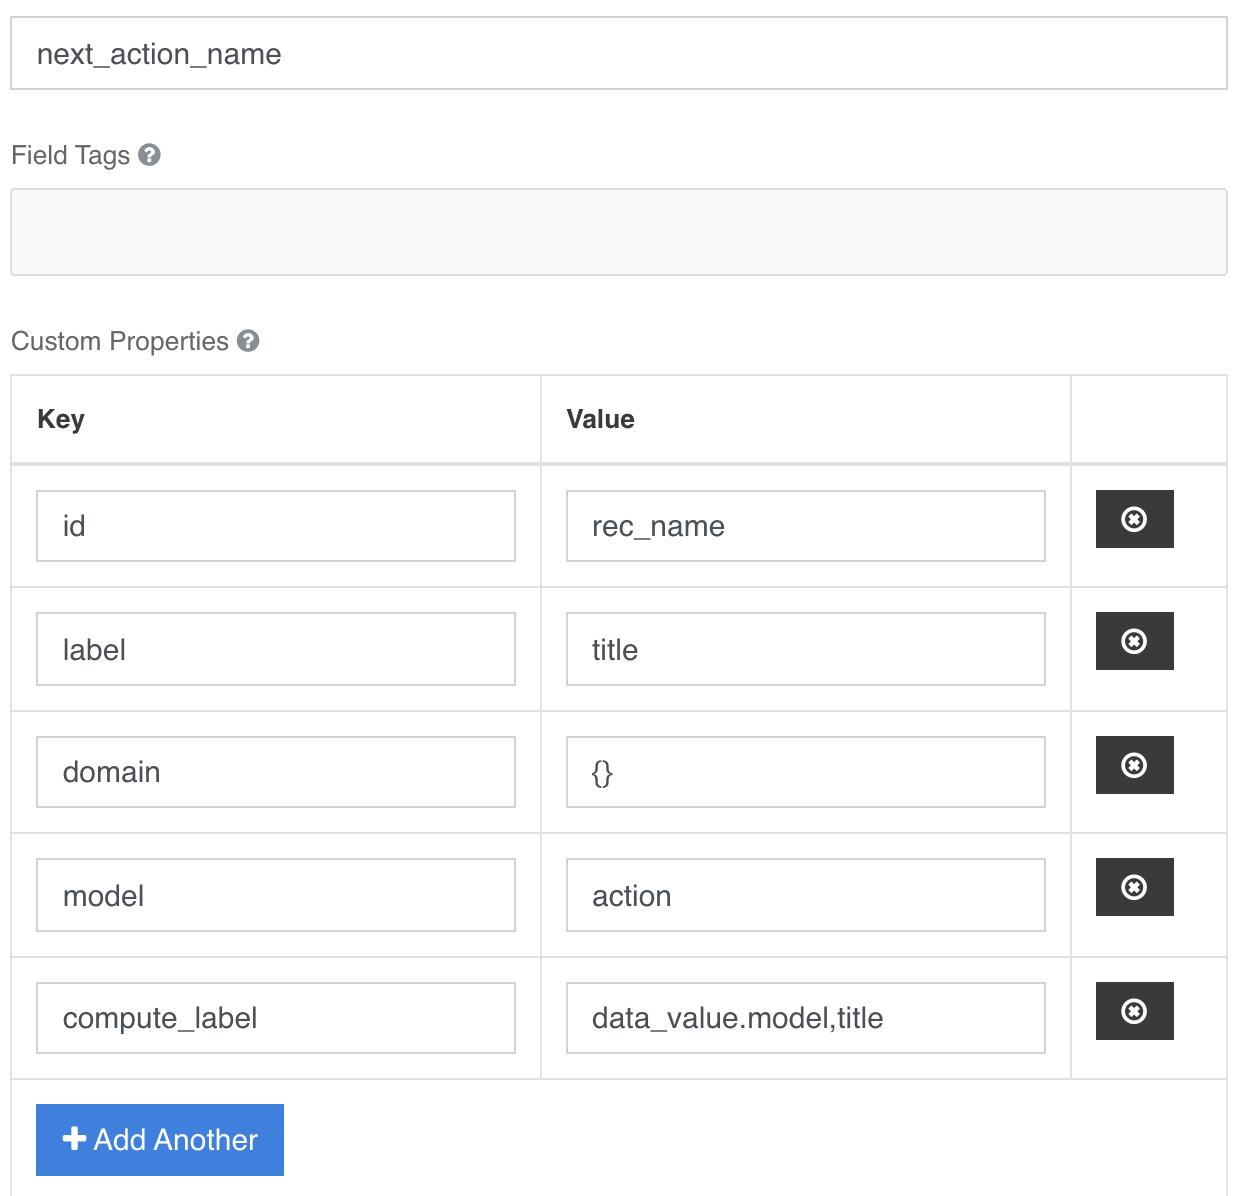 next_action_name
Field Tags
Custom Properties
Key Value
id rec_name
label title
domain {}
model action
compute_label data_value.model,title
Add Another